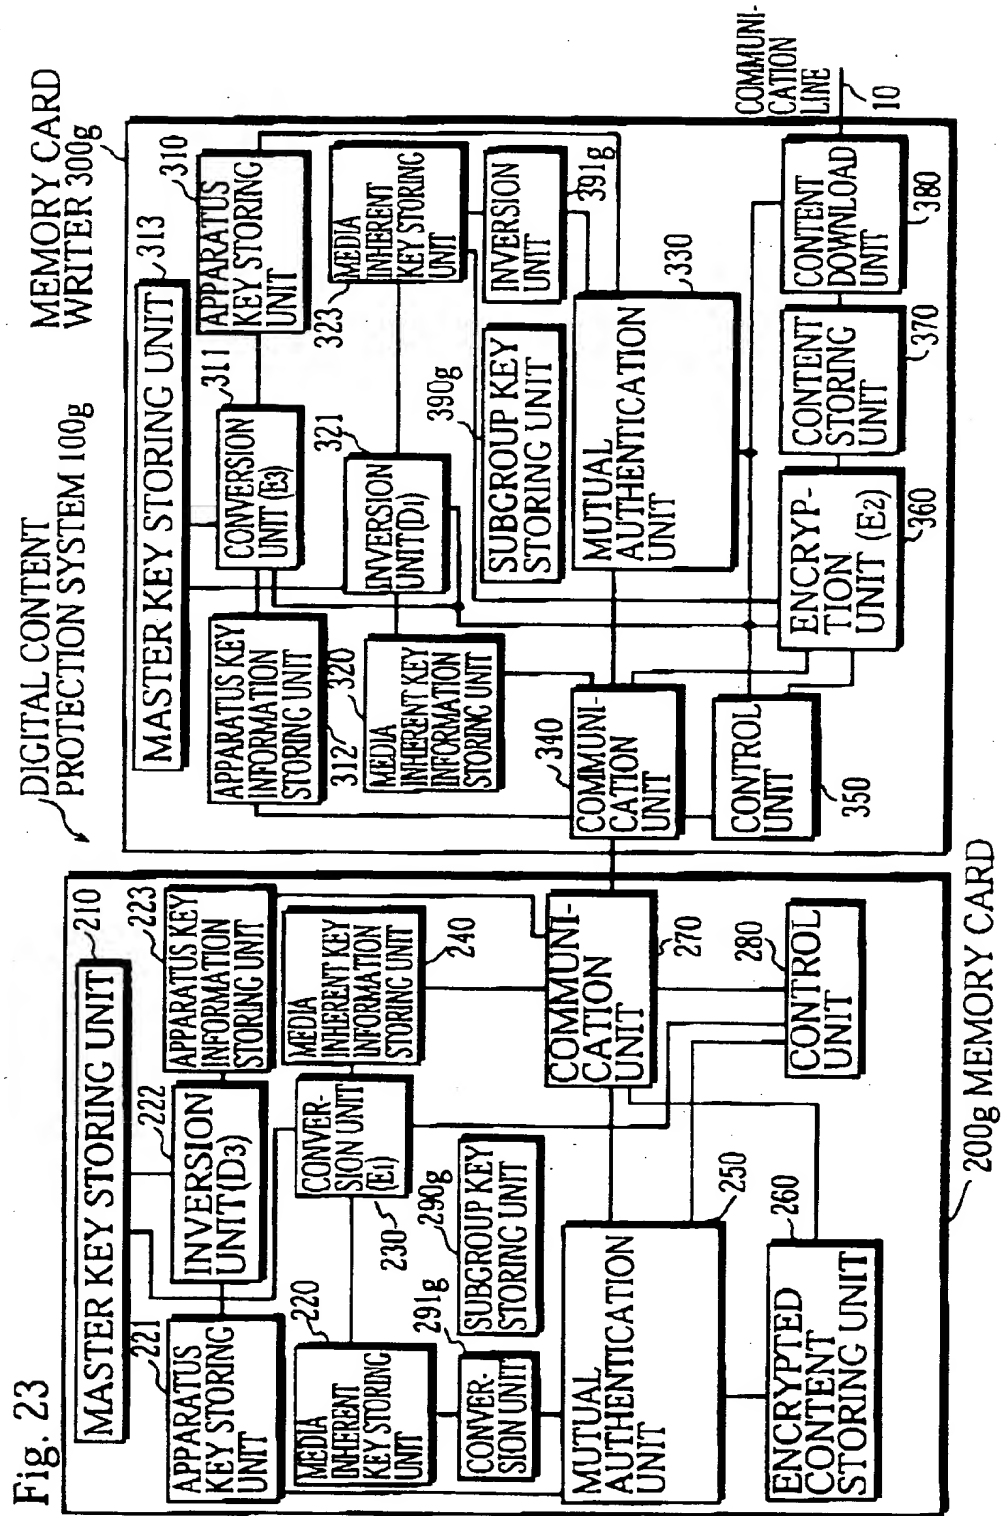 Fig. 23
DIGITAL CONTENT
PROTECTION SYSTEM 100g
MEMORY CARD
WRITER 300g
MASTER KEY STORING UNIT
210
APPARATUS
KEY STORING
UNIT
221
INVERSION
UNIT(D3)
222
APPARATUS KEY
INFORMATION
STORING UNIT
223
MEDIA
INHERENT
KEY STORING
UNIT
220
CONVER-
SION UNIT
(E1)
230
MEDIA
INHERENT KEY
INFORMATION
STORING UNIT
240
CONVER-
SION UNIT
291g
SUBGROUP KEY
STORING UNIT
290g
MUTUAL
AUTHENTICATION
UNIT
250
COMMUNI-
CATION
UNIT
270
ENCRYPTED
CONTENT
STORING UNIT
260
CONTROL
UNIT
280
200g MEMORY CARD
MASTER KEY STORING UNIT
313
APPARATUS KEY
INFORMATION
STORING UNIT
312
CONVERSION
UNIT (E3)
311
APPARATUS
KEY STORING
UNIT
310
MEDIA
INHERENT KEY
INFORMATION
STORING UNIT
320
INVERSION
UNIT(D1)
321
MEDIA
INHERENT
KEY STORING
UNIT
323
SUBGROUP KEY
STORING UNIT
390g
INVERSION
UNIT
391g
COMMUNI-
CATION
UNIT
340
MUTUAL
AUTHENTICATION
UNIT
330
CONTROL
UNIT
350
ENCRYP-
TION
UNIT (E2)
360
CONTENT
STORING
UNIT
370
CONTENT
DOWNLOAD
UNIT
380
COMMUNI-
CATION
LINE
10